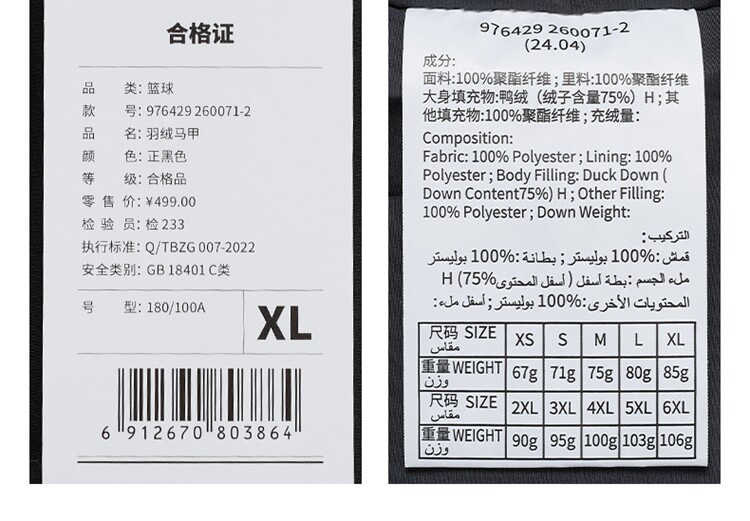 合格证
品 类: 篮球
款 号: 976429 260071-2
品 名: 羽绒马甲
颜 色: 正黑色
等 级: 合格品
零 售 价: ¥499.00
检 验 员: 检 233
执行标准: Q/TBZG 007-2022
安全类别: GB 18401 C类
号 型: 180/100A
XL
6 912670 803864
976429 260071-2
(24.04)
成分:
面料:100%聚酯纤维 ; 里料:100%聚酯纤维
大身填充物:鸭绒（绒子含量75%）H ; 其
他填充物:100%聚酯纤维 ; 充绒量:
Composition:
Fabric: 100% Polyester ; Lining: 100%
Polyester ; Body Filling: Duck Down (
Down Content75%) H ; Other Filling:
100% Polyester ; Down Weight:
التركيب:
قماش:100% بوليستر ; بطانة:100% بوليستر
ملء الجسم: بطة أسفل (أسفل المحتوى75%) H
المحتويات الأخرى:100% بوليستر ; أسفل ملء:
尺码 SIZE مقاس XS S M L XL
重量 WEIGHT وزن 67g 71g 75g 80g 85g
尺码 SIZE مقاس 2XL 3XL 4XL 5XL 6XL
重量 WEIGHT وزن 90g 95g 100g 103g 106g